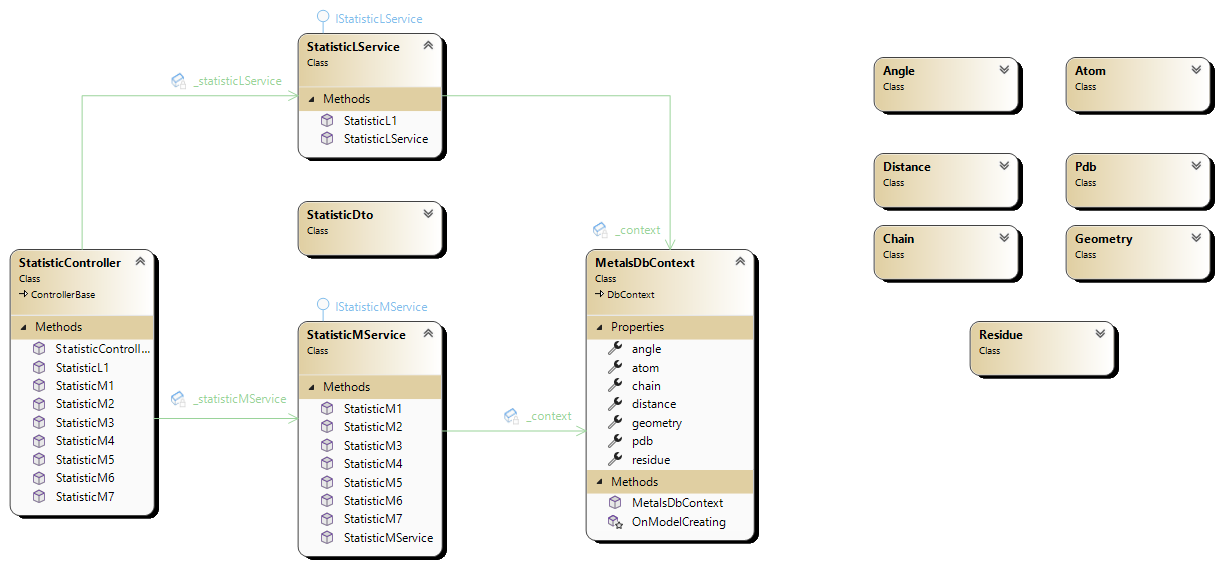 IStatisticLService
StatisticLService
Class
Methods
StatisticL1
StatisticLService
_statisticLService
StatisticDto
Class
_context
StatisticController
Class
ControllerBase
Methods
StatisticControll...
StatisticL1
StatisticM1
StatisticM2
StatisticM3
StatisticM4
StatisticM5
StatisticM6
StatisticM7
_statisticMService
IStatisticMService
StatisticMService
Class
Methods
StatisticM1
StatisticM2
StatisticM3
StatisticM4
StatisticM5
StatisticM6
StatisticM7
StatisticMService
_context
MetalsDbContext
Class
DbContext
Properties
angle
atom
chain
distance
geometry
pdb
residue
Methods
MetalsDbContext
OnModelCreating
Angle
Class
Atom
Class
Distance
Class
Pdb
Class
Chain
Class
Geometry
Class
Residue
Class